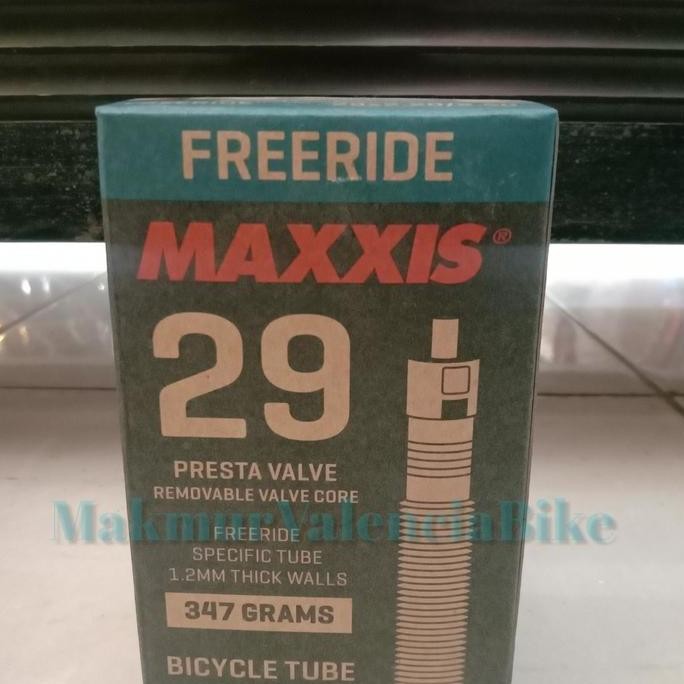 FREERIDE
MAXXIS®
29
PRESTA VALVE
REMOVABLE VALVE CORE
MakmurValenciaBike
FREERIDE
SPECIFIC TUBE
1.2MM THICK WALLS
347 GRAMS
BICYCLE TUBE